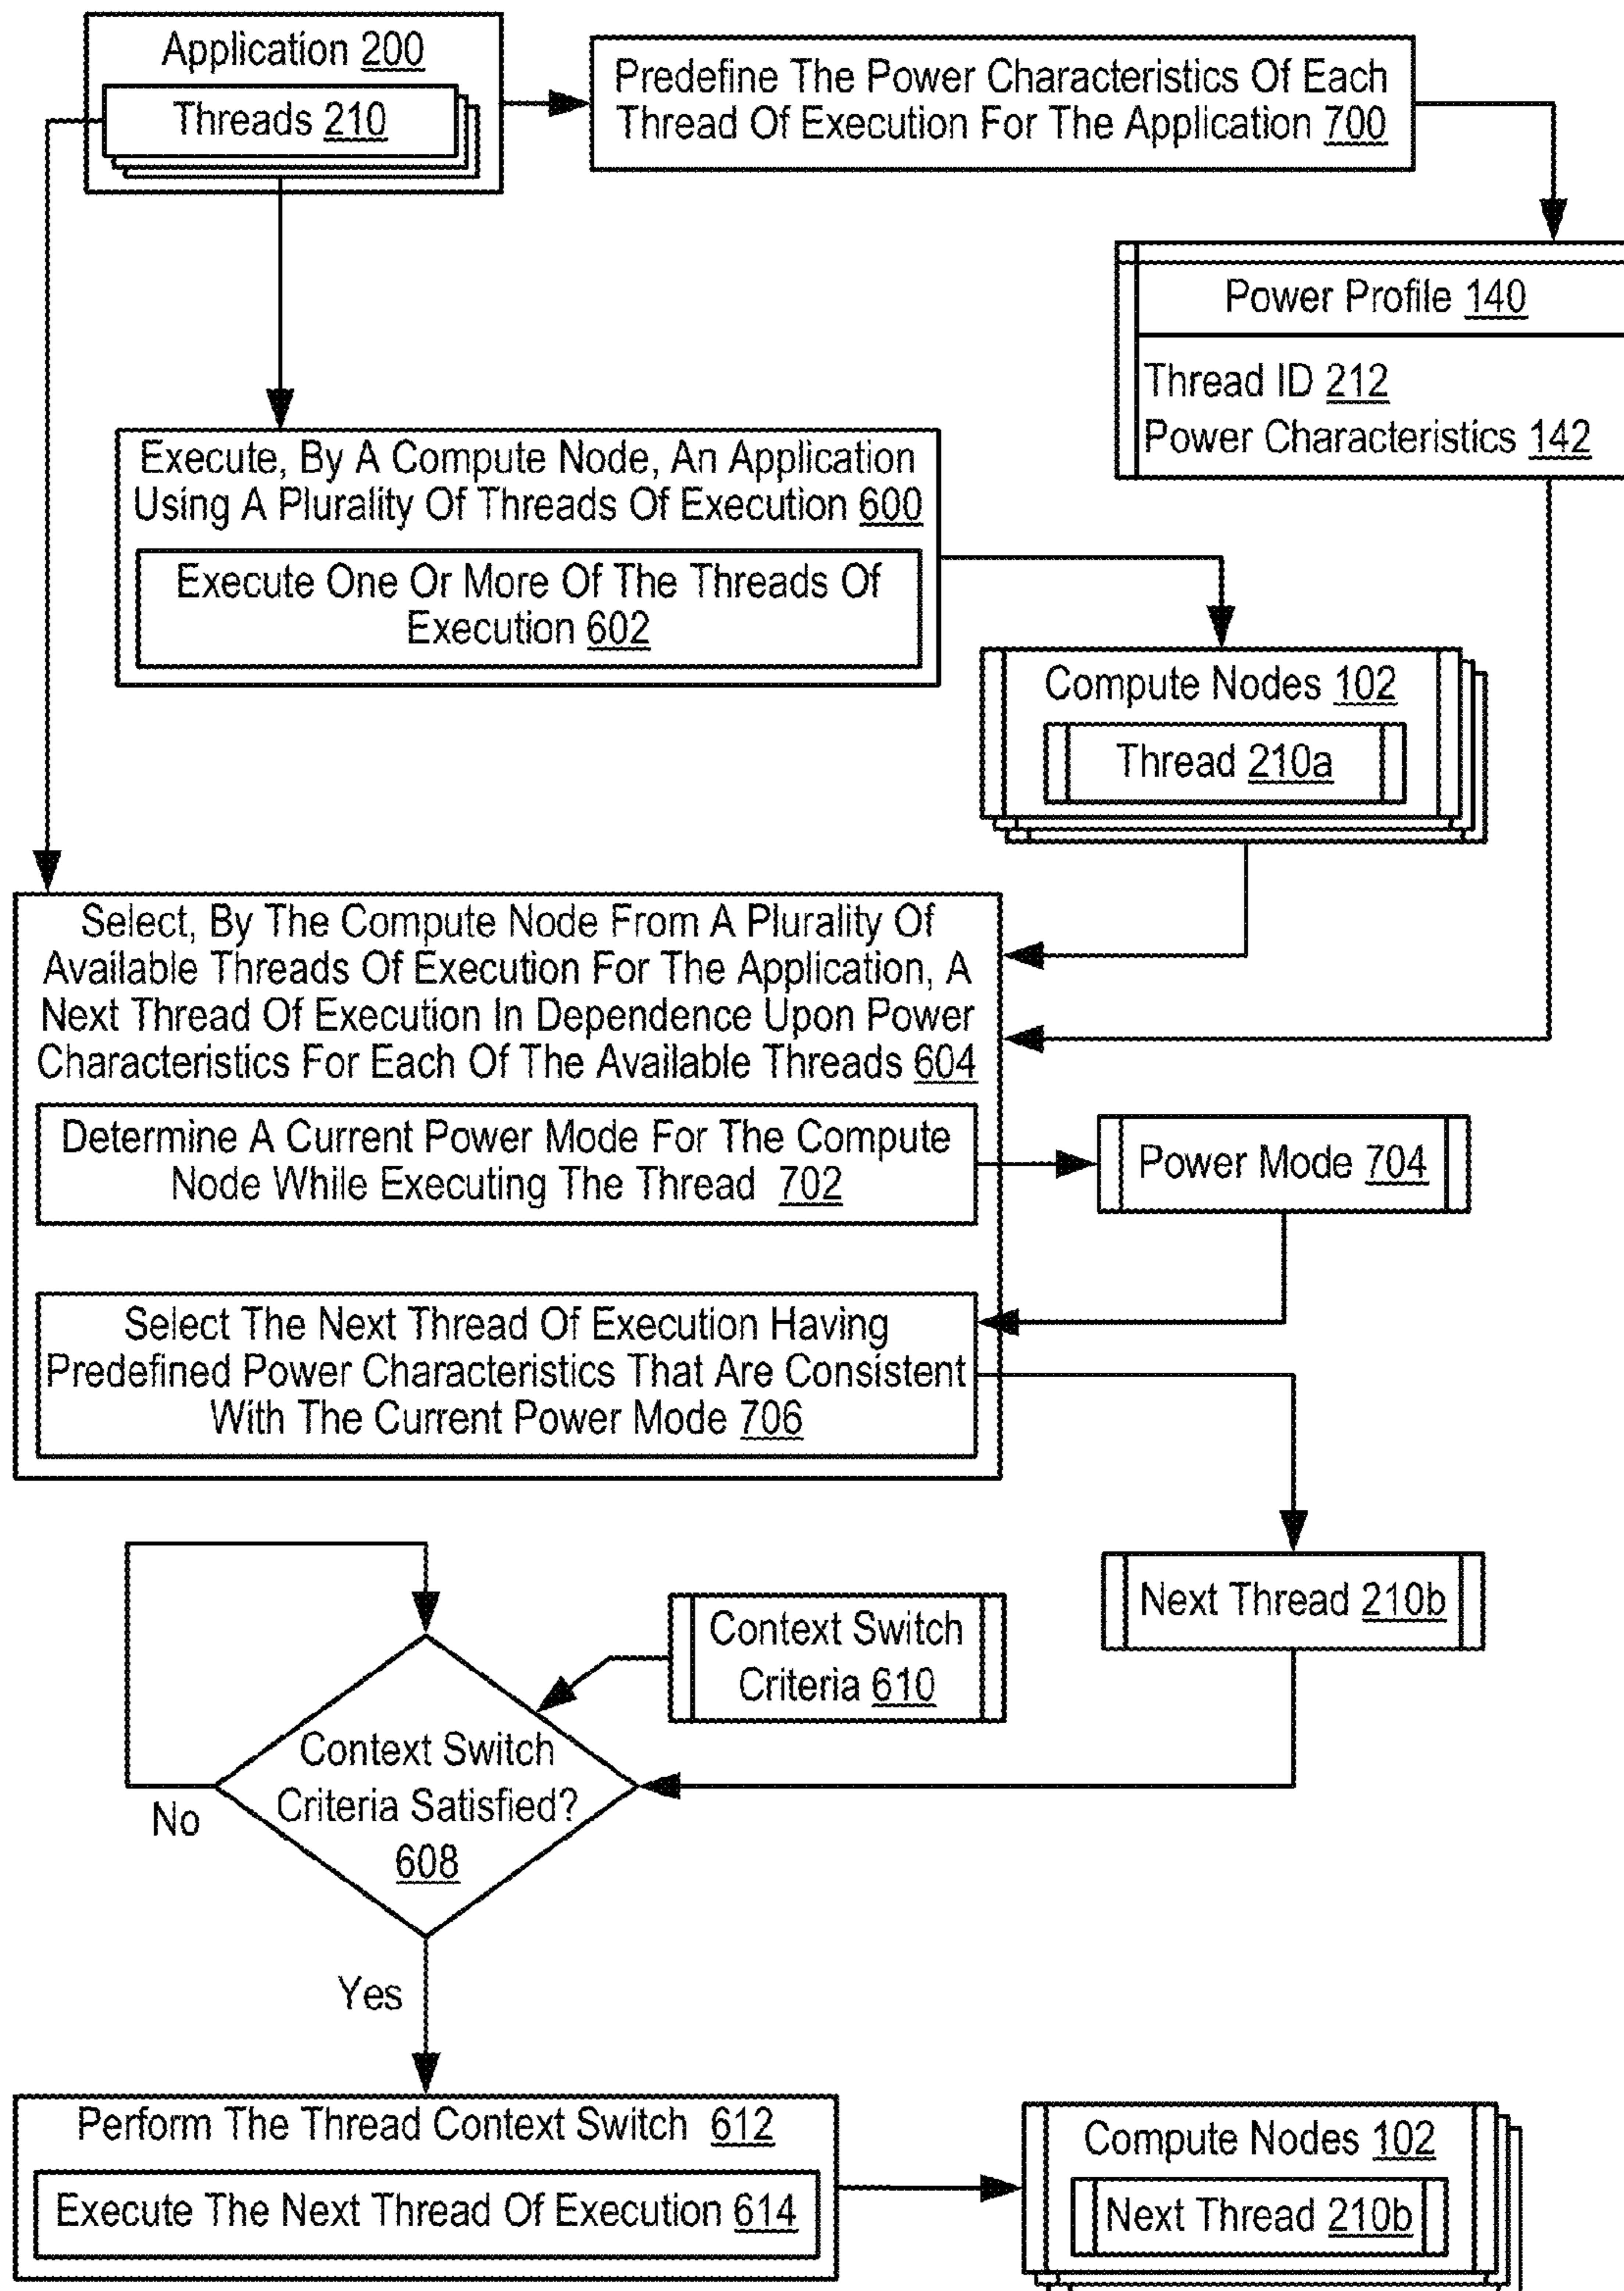 Application 200
Threads 210
Predefine The Power Characteristics Of Each
Thread Of Execution For The Application 700
Power Profile 140
Thread ID 212
Power Characteristics 142
Execute, By A Compute Node, An Application
Using A Plurality Of Threads Of Execution 600
Execute One Or More Of The Threads Of
Execution 602
Compute Nodes 102
Thread 210a
Select, By The Compute Node From A Plurality Of
Available Threads Of Execution For The Application, A
Next Thread Of Execution In Dependence Upon Power
Characteristics For Each Of The Available Threads 604
Determine A Current Power Mode For The Compute
Node While Executing The Thread 702
Power Mode 704
Select The Next Thread Of Execution Having
Predefined Power Characteristics That Are Consistent
With The Current Power Mode 706
Next Thread 210b
Context Switch
Criteria 610
Context Switch
Criteria Satisfied?
608
No
Yes
Perform The Thread Context Switch 612
Execute The Next Thread Of Execution 614
Compute Nodes 102
Next Thread 210b